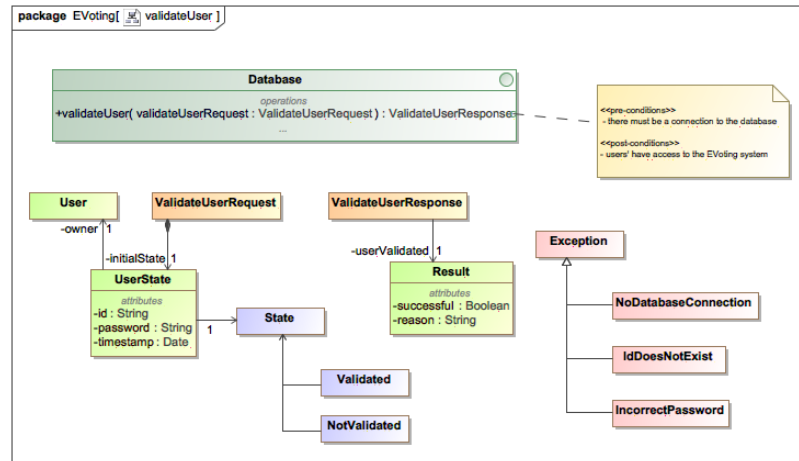 package EVoting[ validateUser ]
Database
operations
+validateUser( validateUserRequest : ValidateUserRequest ) : ValidateUserResponse
...
<<pre-conditions>>
- there must be a connection to the database
<<post-conditions>>
- users' have access to the EVoting system
User
ValidateUserRequest
ValidateUserResponse
-owner 1
-initialState 1
-userValidated 1
Exception
UserState
attributes
-id : String
-password : String
-timestamp : Date
1
State
Result
attributes
-successful : Boolean
-reason : String
NoDatabaseConnection
IdDoesNotExist
IncorrectPassword
Validated
NotValidated